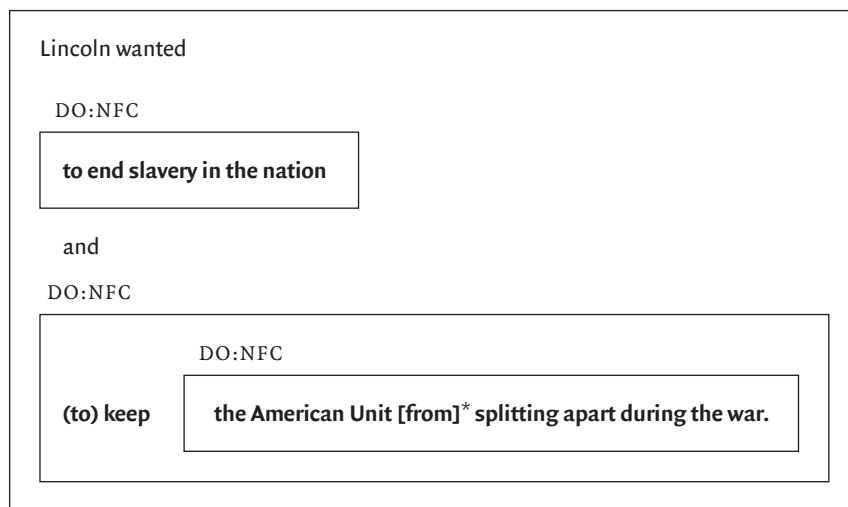 Lincoln wanted
DO:NFC
to end slavery in the nation
and
DO:NFC
DO:NFC
(to) keep the American Unit [from]* splitting apart during the war.